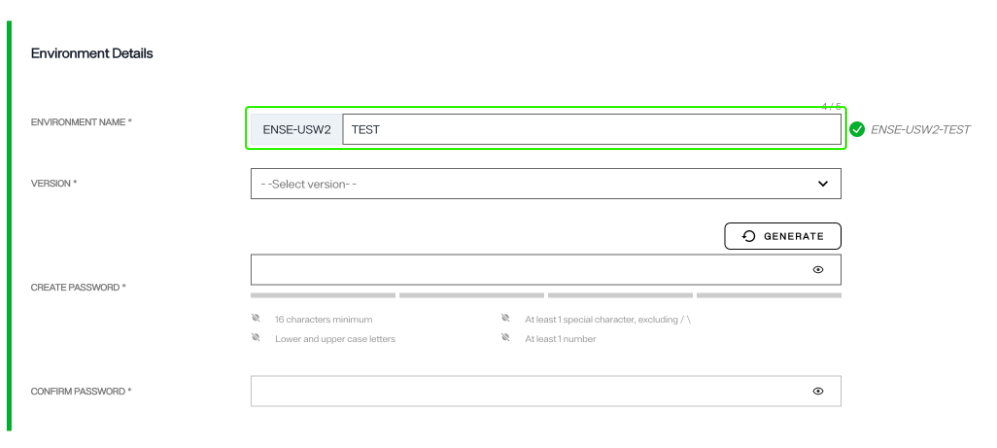 Environment Details
4 / 5
ENVIRONMENT NAME *
ENSE-USW2 TEST ENSE-USW2-TEST
VERSION *
--Select version--
GENERATE
CREATE PASSWORD *
16 characters minimum At least 1 special character, excluding / \
Lower and upper case letters At least 1 number
CONFIRM PASSWORD *